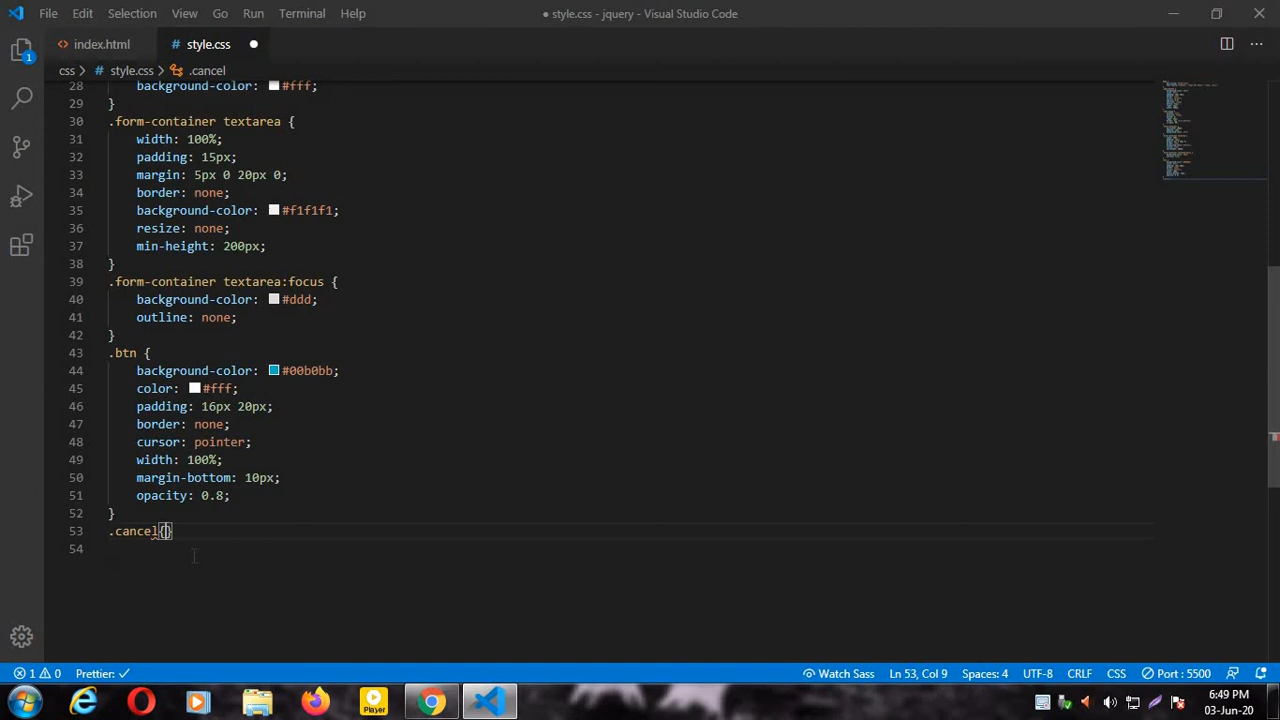 File Edit Selection View Go Run Terminal Help
● style.css - jquery - Visual Studio Code
index.html
# style.css
css > # style.css > .cancel
28 background-color: #fff;
29 }
30 .form-container textarea {
31 width: 100%;
32 padding: 15px;
33 margin: 5px 0 20px 0;
34 border: none;
35 background-color: #f1f1f1;
36 resize: none;
37 min-height: 200px;
38 }
39 .form-container textarea:focus {
40 background-color: #ddd;
41 outline: none;
42 }
43 .btn {
44 background-color: #00b0bb;
45 color: #fff;
46 padding: 16px 20px;
47 border: none;
48 cursor: pointer;
49 width: 100%;
50 margin-bottom: 10px;
51 opacity: 0.8;
52 }
53 .cancel{}
54
1
1 0 Prettier: ✓ Watch Sass Ln 53, Col 9 Spaces: 4 UTF-8 CRLF CSS Port : 5500
Player
6:49 PM
03-Jun-20